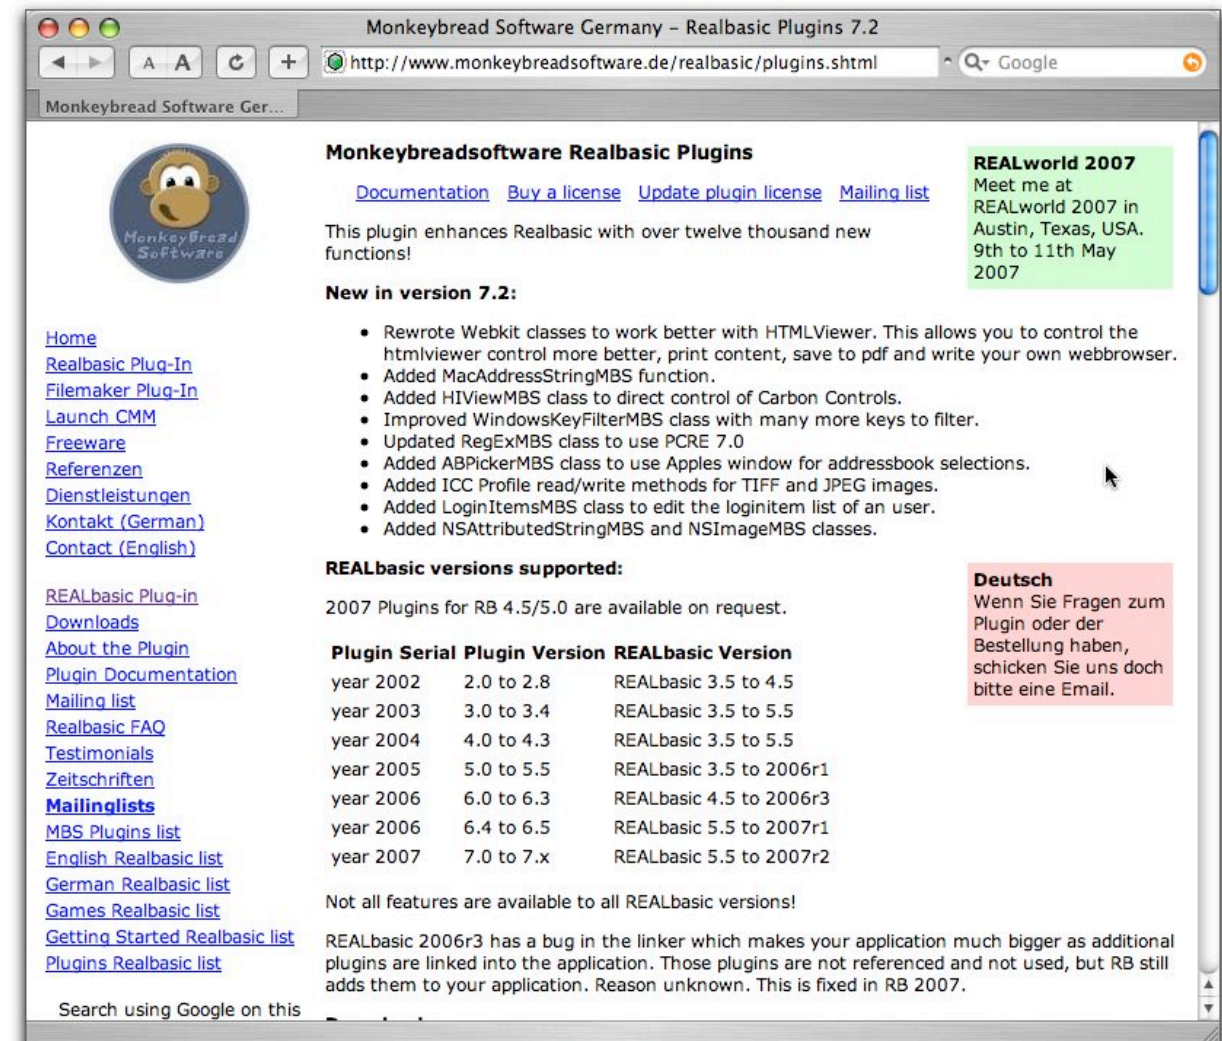 Monkeybread Software Germany – Realbasic Plugins 7.2
A A
http://www.monkeybreadsoftware.de/realbasic/plugins.shtml
Google
Monkeybread Software Ger...
MonkeyBread
Software
Home
Realbasic Plug-In
Filemaker Plug-In
Launch CMM
Freeware
Referenzen
Dienstleistungen
Kontakt (German)
Contact (English)
REALbasic Plug-in
Downloads
About the Plugin
Plugin Documentation
Mailing list
Realbasic FAQ
Testimonials
Zeitschriften
Mailinglists
MBS Plugins list
English Realbasic list
German Realbasic list
Games Realbasic list
Getting Started Realbasic list
Plugins Realbasic list
Search using Google on this
Monkeybreadsoftware Realbasic Plugins
Documentation Buy a license Update plugin license Mailing list
This plugin enhances Realbasic with over twelve thousand new
functions!
New in version 7.2:
• Rewrote Webkit classes to work better with HTMLViewer. This allows you to control the
htmlviewer control more better, print content, save to pdf and write your own webbrowser.
• Added MacAddressStringMBS function.
• Added HIViewMBS class to direct control of Carbon Controls.
• Improved WindowsKeyFilterMBS class with many more keys to filter.
• Updated RegExMBS class to use PCRE 7.0
• Added ABPickerMBS class to use Apples window for addressbook selections.
• Added ICC Profile read/write methods for TIFF and JPEG images.
• Added LoginItemsMBS class to edit the loginitem list of an user.
• Added NSAttributedStringMBS and NSImageMBS classes.
REALbasic versions supported:
2007 Plugins for RB 4.5/5.0 are available on request.
Plugin Serial Plugin Version REALbasic Version
year 2002 2.0 to 2.8 REALbasic 3.5 to 4.5
year 2003 3.0 to 3.4 REALbasic 3.5 to 5.5
year 2004 4.0 to 4.3 REALbasic 3.5 to 5.5
year 2005 5.0 to 5.5 REALbasic 3.5 to 2006r1
year 2006 6.0 to 6.3 REALbasic 4.5 to 2006r3
year 2006 6.4 to 6.5 REALbasic 5.5 to 2007r1
year 2007 7.0 to 7.x REALbasic 5.5 to 2007r2
Not all features are available to all REALbasic versions!
REALbasic 2006r3 has a bug in the linker which makes your application much bigger as additional
plugins are linked into the application. Those plugins are not referenced and not used, but RB still
adds them to your application. Reason unknown. This is fixed in RB 2007.
REALworld 2007
Meet me at
REALworld 2007 in
Austin, Texas, USA.
9th to 11th May
2007
Deutsch
Wenn Sie Fragen zum
Plugin oder der
Bestellung haben,
schicken Sie uns doch
bitte eine Email.